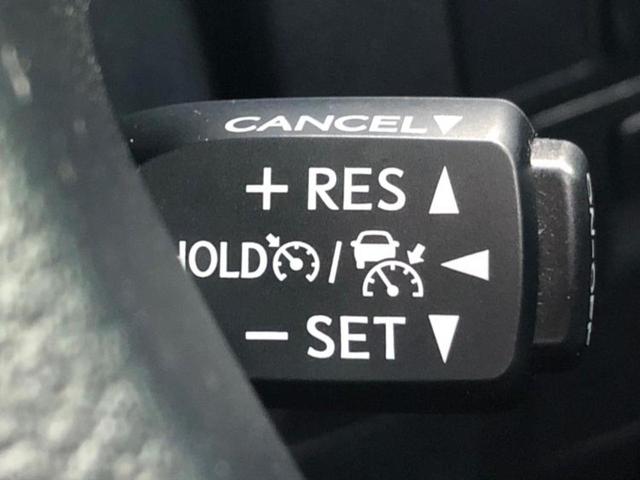 CANCEL▼
+ RES ▲
HOLD / ◀
− SET ▼